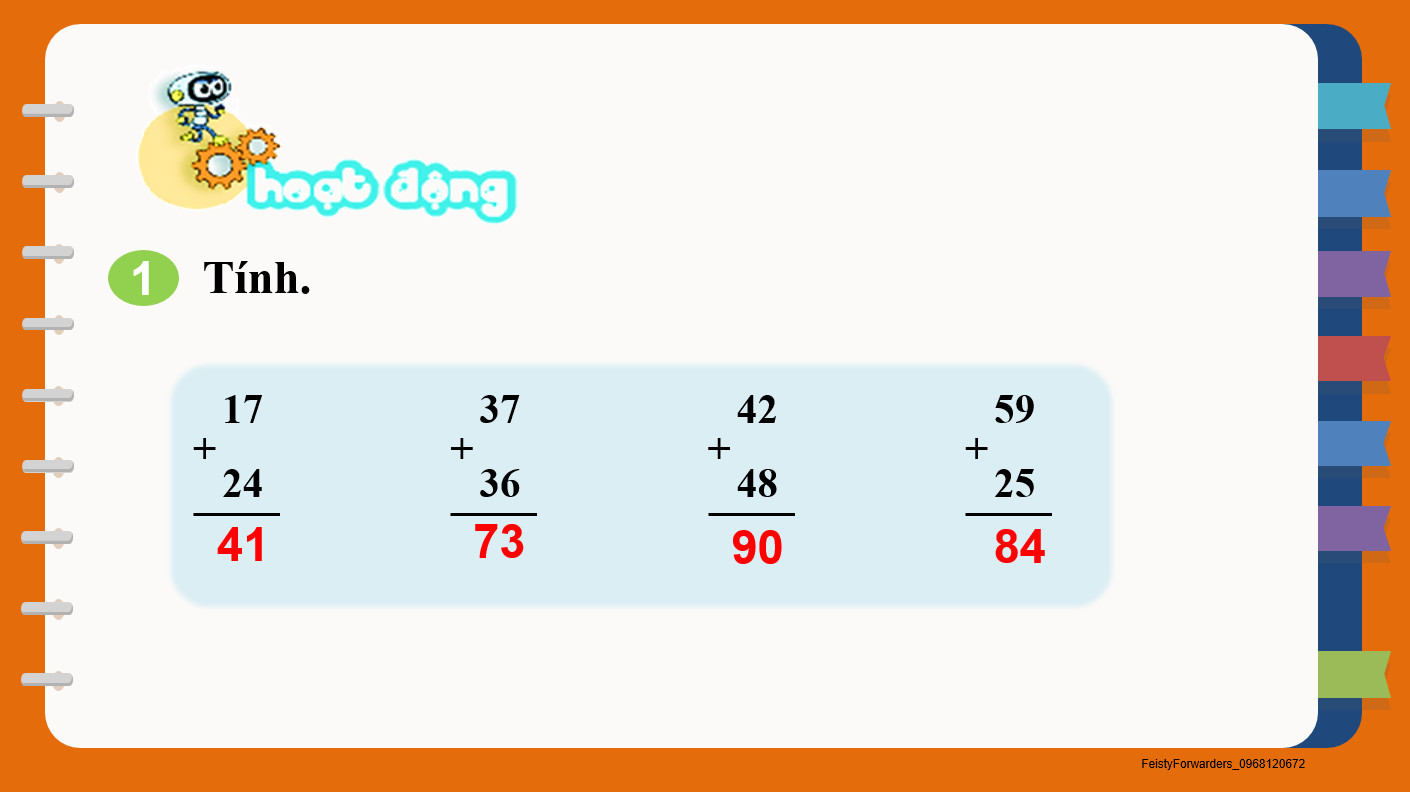 hoạt động
1 Tính.
17 37 42 59
+ + + +
24 36 48 25
41 73 90 84
FeistyForwarders_0968120672